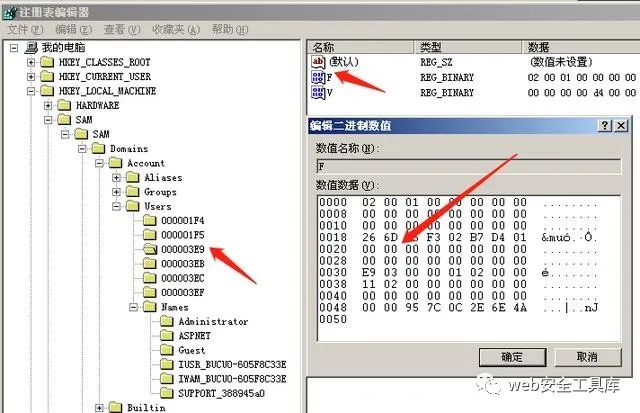 注册表编辑器
文件(F) 编辑(E) 查看(V) 收藏夹(A) 帮助(H)
我的电脑
HKEY_CLASSES_ROOT
HKEY_CURRENT_USER
HKEY_LOCAL_MACHINE
HARDWARE
SAM
SAM
Domains
Account
Aliases
Groups
Users
000001F4
000001F5
000003E9
000003EB
000003EC
000003EF
Names
Administrator
ASPNET
Guest
IUSR_BUCUO-605F8C33E
IWAM_BUCUO-605F8C33E
SUPPORT_388945a0
Builtin
名称 类型 数据
(默认) REG_SZ (数值未设置)
F REG_BINARY 02 00 01 00 00 00 00
V REG_BINARY 00 00 00 00 d4 00 00
编辑二进制数值
数值名称(N):
F
数值数据(V):
0000 02 00 01 00 00 00 00 00 ........
0008 00 00 00 00 00 00 00 00 ........
0010 00 00 00 00 00 00 00 00 ........
0018 26 6D F3 02 B7 D4 01 &muó.·Ô.
0020 00 00 00 00 00 00 00 ........
0028 00 00 00 00 00 00 00 00 ........
0030 E9 03 00 00 01 02 00 00 é.......
0038 11 02 00 00 00 00 00 00 ........
0040 00 00 00 00 00 00 00 00 ........
0048 00 00 95 7C 0C 2E 6E 4A ...|..nJ
0050
确定 取消
web安全工具库